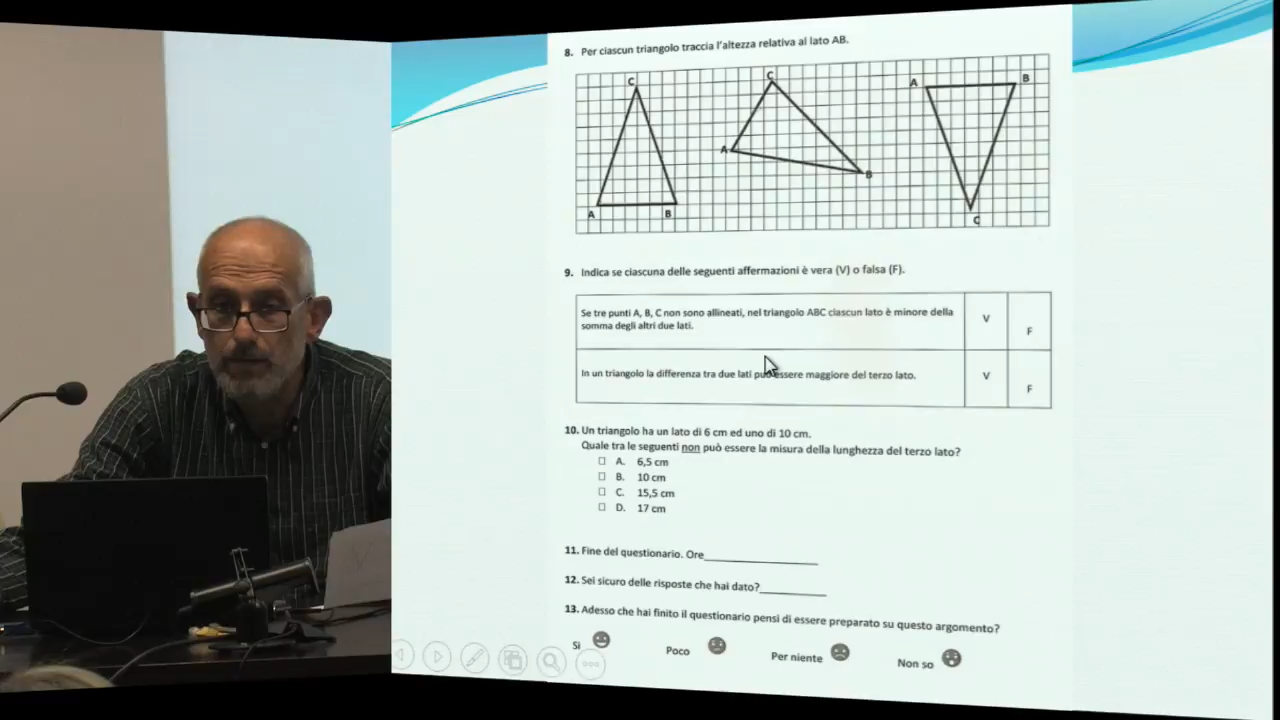 8. Per ciascun triangolo traccia l'altezza relativa al lato AB.
C
A
B
C
A
B
A
B
C
9. Indica se ciascuna delle seguenti affermazioni è vera (V) o falsa (F).
Se tre punti A, B, C non sono allineati, nel triangolo ABC ciascun lato è minore della
somma degli altri due lati.
V
F
In un triangolo la differenza tra due lati può essere maggiore del terzo lato.
V
F
10. Un triangolo ha un lato di 6 cm ed uno di 10 cm.
Quale tra le seguenti non può essere la misura della lunghezza del terzo lato?
A. 6,5 cm
B. 10 cm
C. 15,5 cm
D. 17 cm
11. Fine del questionario. Ore______________
12. Sei sicuro delle risposte che hai dato?________
13. Adesso che hai finito il questionario pensi di essere preparato su questo argomento?
Sì
Poco
Per niente
Non so